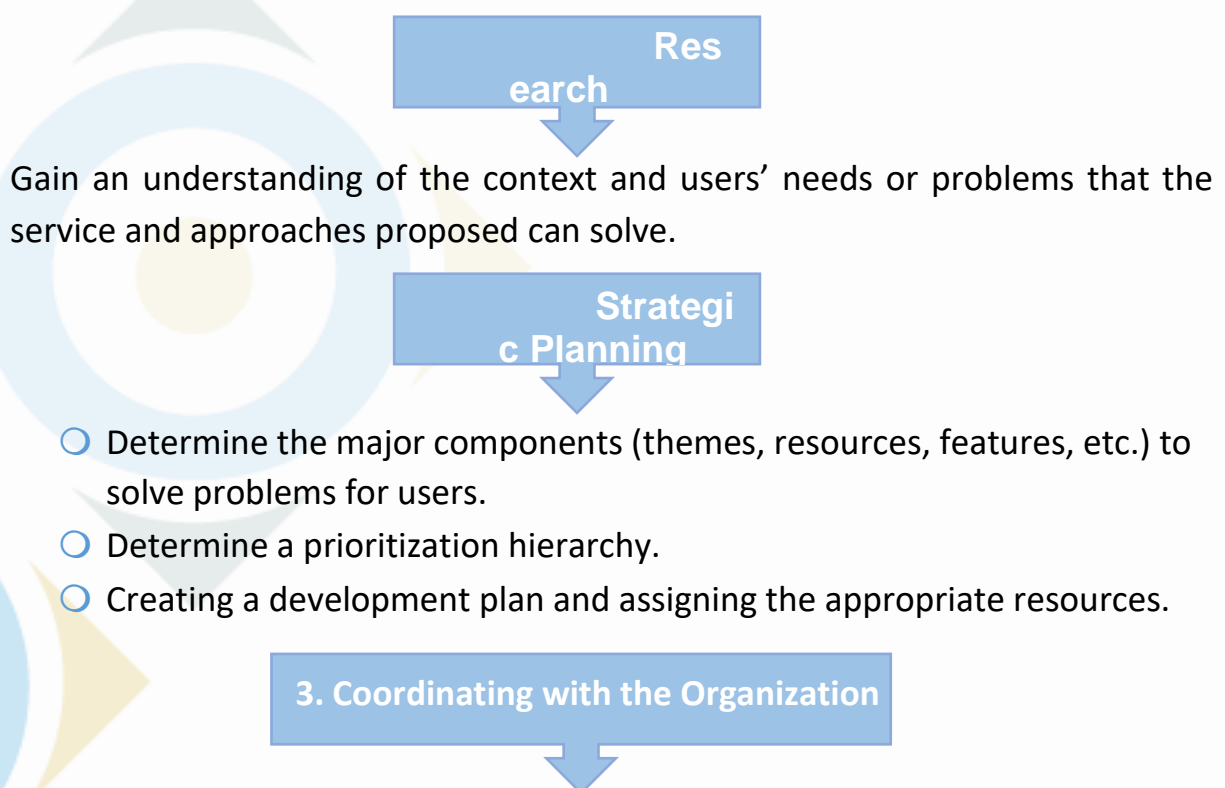 Res
earch
Gain an understanding of the context and users’ needs or problems that the
service and approaches proposed can solve.
Strategi
c Planning
Determine the major components (themes, resources, features, etc.) to
solve problems for users.
Determine a prioritization hierarchy.
Creating a development plan and assigning the appropriate resources.
3. Coordinating with the Organization